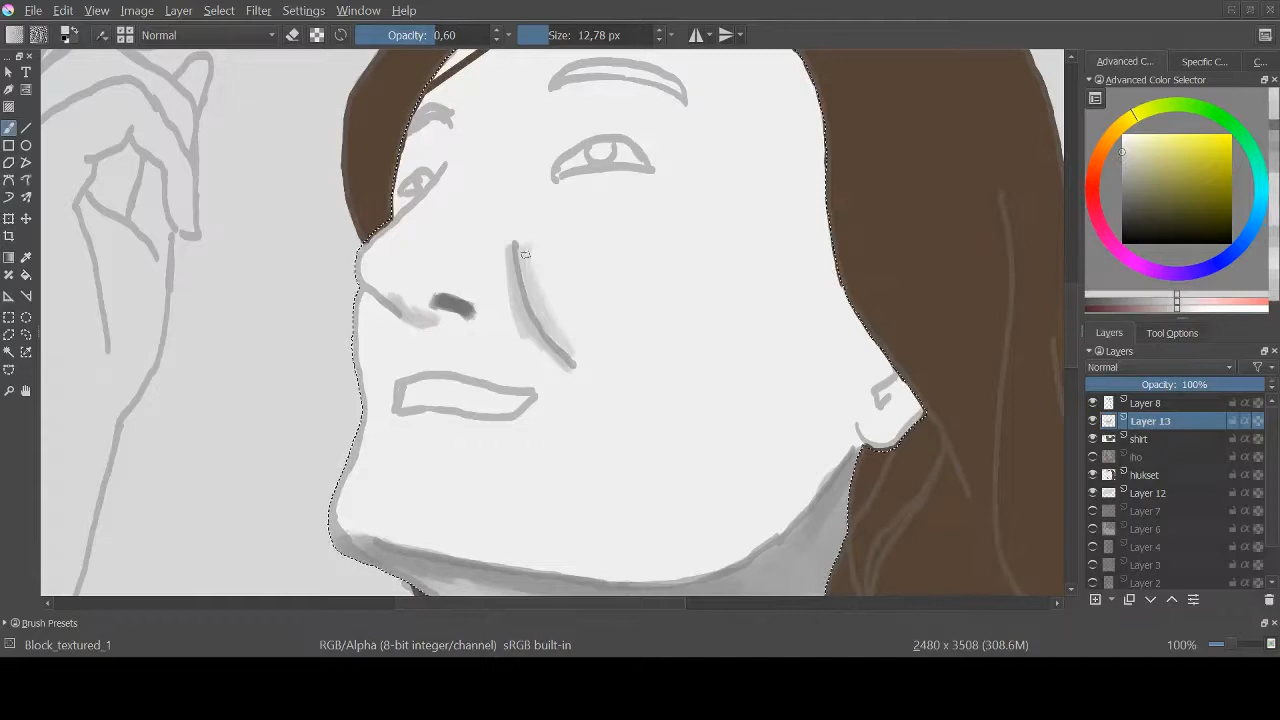 File Edit View Image Layer Select Filter Settings Window Help
Normal Opacity: 0,60 Size: 12,78 px
Advanced C... Specific C... C...
Advanced Color Selector
Layers Tool Options
Layers
Normal
Opacity: 100%
Layer 8
Layer 13
shirt
iho
hiukset
Layer 12
Layer 7
Layer 6
Layer 4
Layer 3
Layer 2
Brush Presets
Block_textured_1 RGB/Alpha (8-bit integer/channel) sRGB built-in 2480 x 3508 (308.6M) 100%